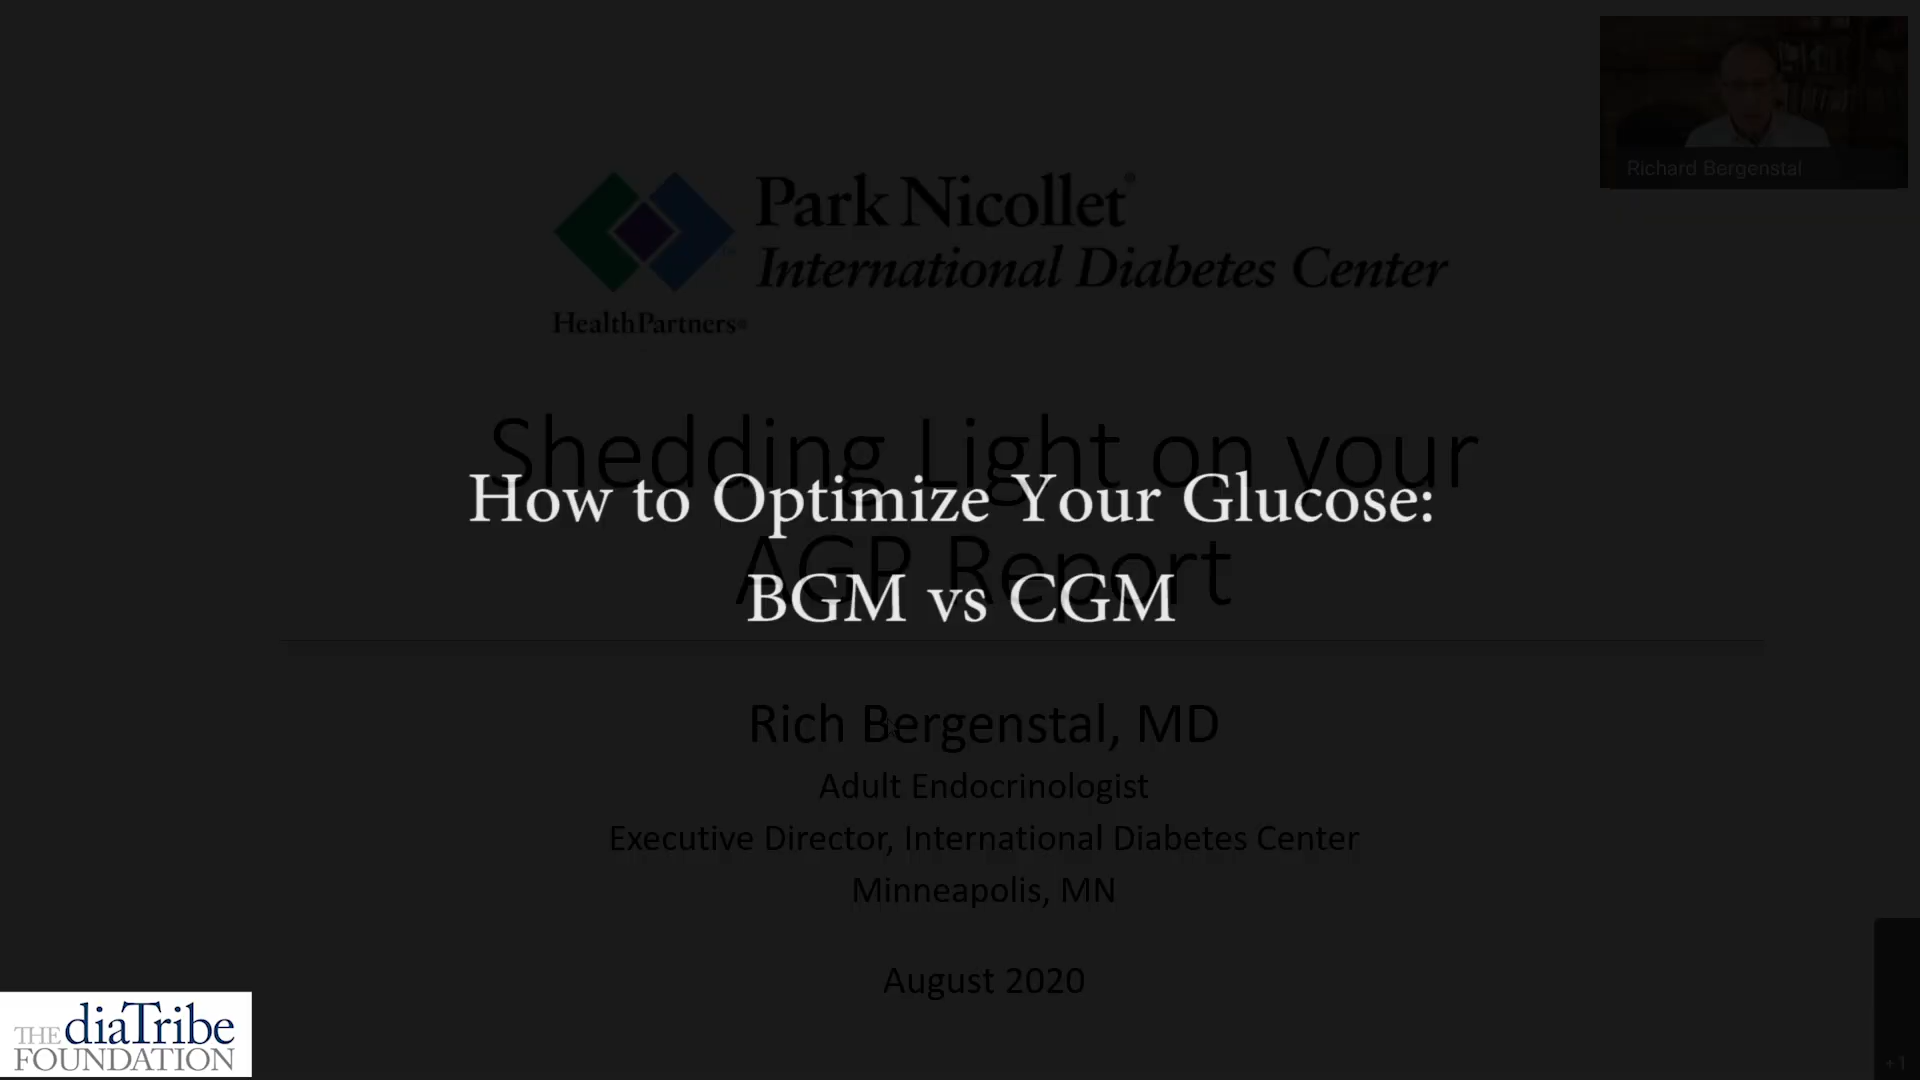 Richard Bergenstal
Park Nicollet®
International Diabetes Center
HealthPartners®
Shedding Light on your
AGP Report
How to Optimize Your Glucose:
BGM vs CGM
Rich Bergenstal, MD
Adult Endocrinologist
Executive Director, International Diabetes Center
Minneapolis, MN
August 2020
THE diaTribe
FOUNDATION
+1